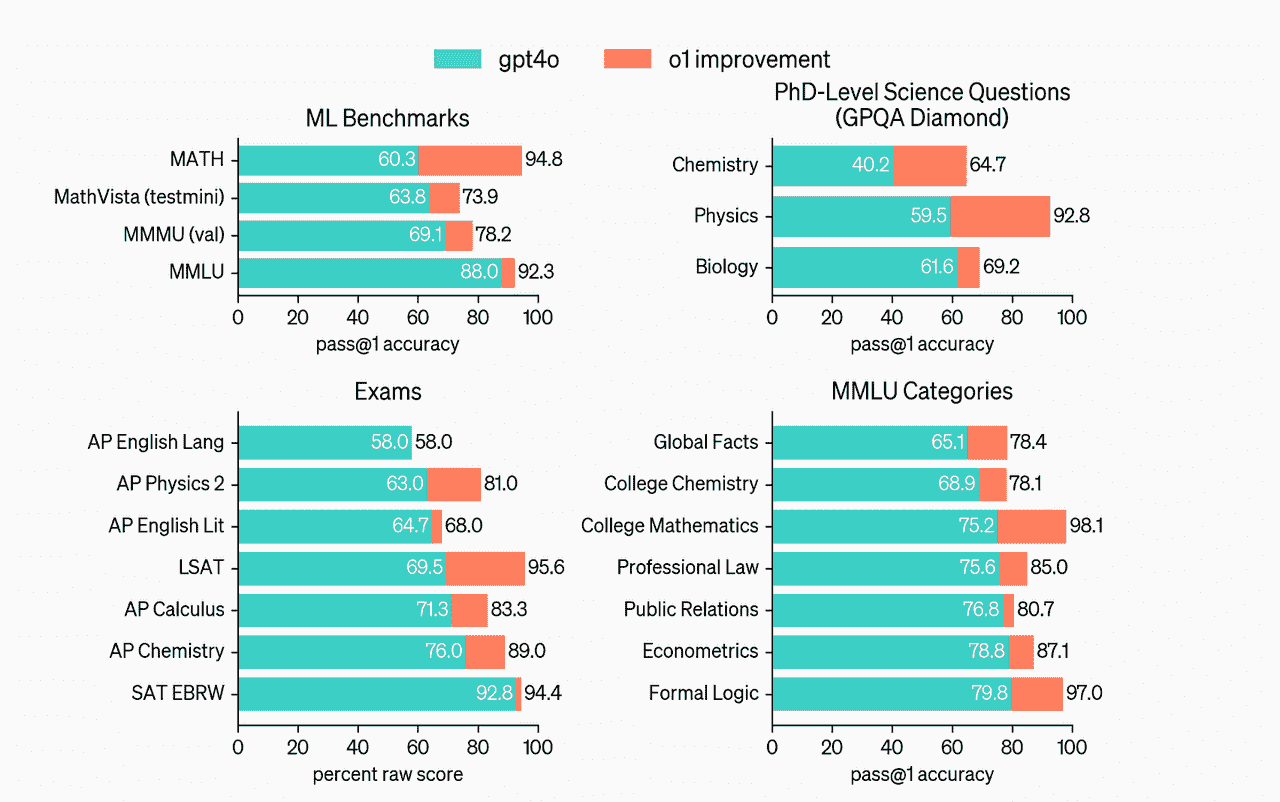 gpt4o
o1 improvement
ML Benchmarks
MATH 60.3 94.8
MathVista (testmini) 63.8 73.9
MMMU (val) 69.1 78.2
MMLU 88.0 92.3
0 20 40 60 80 100
pass@1 accuracy
PhD-Level Science Questions
(GPQA Diamond)
Chemistry 40.2 64.7
Physics 59.5 92.8
Biology 61.6 69.2
0 20 40 60 80 100
pass@1 accuracy
Exams
AP English Lang 58.0 58.0
AP Physics 2 63.0 81.0
AP English Lit 64.7 68.0
LSAT 69.5 95.6
AP Calculus 71.3 83.3
AP Chemistry 76.0 89.0
SAT EBRW 92.8 94.4
0 20 40 60 80 100
percent raw score
MMLU Categories
Global Facts 65.1 78.4
College Chemistry 68.9 78.1
College Mathematics 75.2 98.1
Professional Law 75.6 85.0
Public Relations 76.8 80.7
Econometrics 78.8 87.1
Formal Logic 79.8 97.0
0 20 40 60 80 100
pass@1 accuracy